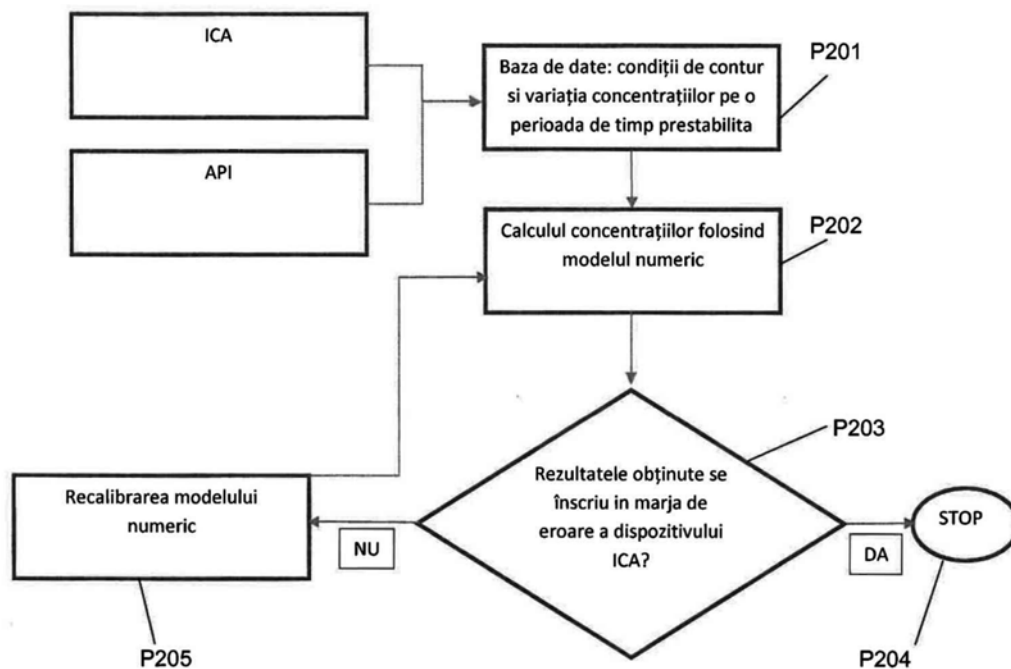 ICA
P201
Baza de date: condiții de contur
si variația concentrațiilor pe o
perioada de timp prestabilita
API
Calculul concentrațiilor folosind
modelul numeric
P202
P203
Rezultatele obținute se
înscriu in marja de
eroare a dispozitivului
ICA?
Recalibrarea modelului
numeric
NU
DA
STOP
P205
P204